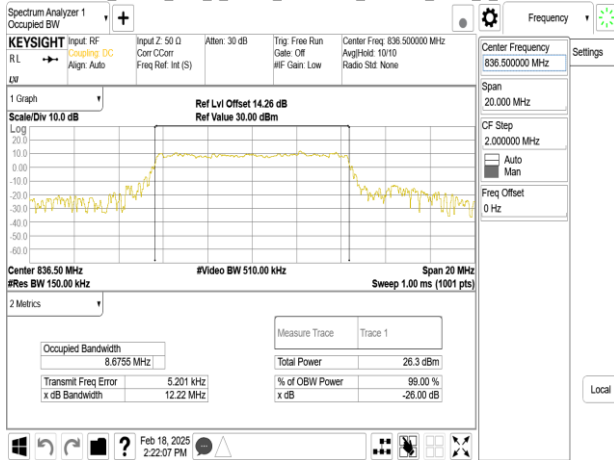 Spectrum Analyzer 1
Occupied BW
+
Frequency
KEYSIGHT
Input: RF
Input Z: 50 Ω
Atten: 30 dB
Trig: Free Run
Center Freq: 836.500000 MHz
RL
Coupling: DC
Corr CCorr
Gate: Off
Avg|Hold: 10/10
Align: Auto
Freq Ref: Int (S)
#IF Gain: Low
Radio Std: None
LXI
Center Frequency
836.500000 MHz
Settings
Span
20.000 MHz
CF Step
2.000000 MHz
Auto
Man
Freq Offset
0 Hz
Local
1 Graph
Ref Lvl Offset 14.26 dB
Scale/Div 10.0 dB
Ref Value 30.00 dBm
Log
20.0
10.0
0.00
-10.0
-20.0
-30.0
-40.0
-50.0
-60.0
Center 836.50 MHz
#Video BW 510.00 kHz
Span 20 MHz
#Res BW 150.00 kHz
Sweep 1.00 ms (1001 pts)
2 Metrics
Measure Trace
Trace 1
Occupied Bandwidth
8.6755 MHz
Total Power
26.3 dBm
Transmit Freq Error
5.201 kHz
% of OBW Power
99.00 %
x dB Bandwidth
12.22 MHz
x dB
-26.00 dB
?
Feb 18, 2025
2:22:07 PM